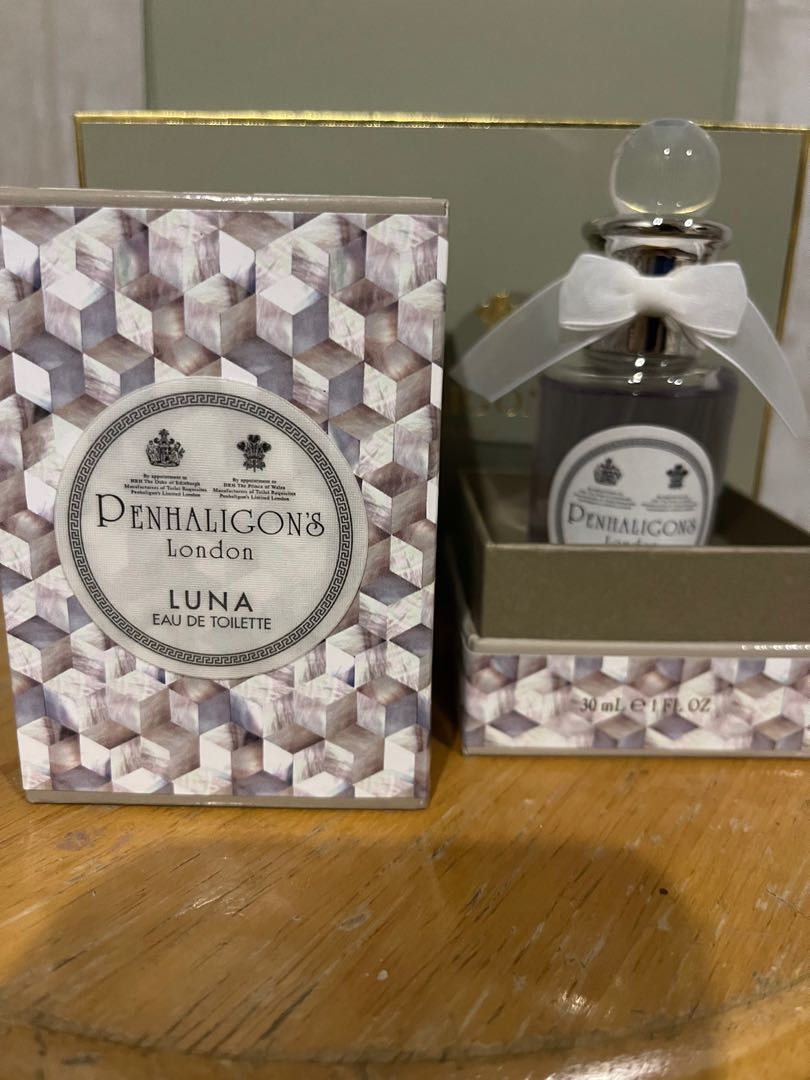 By appointment to
HRH The Duke of Edinburgh
Manufacturers of Toilet Requisites
Penhaligon's Limited London
By appointment to
HRH The Prince of Wales
Manufacturers of Toilet Requisites
Penhaligon's Limited London
PENHALIGON'S
London
LUNA
EAU DE TOILETTE
PENHALIGON'S
London
30 mL e 1 FL OZ